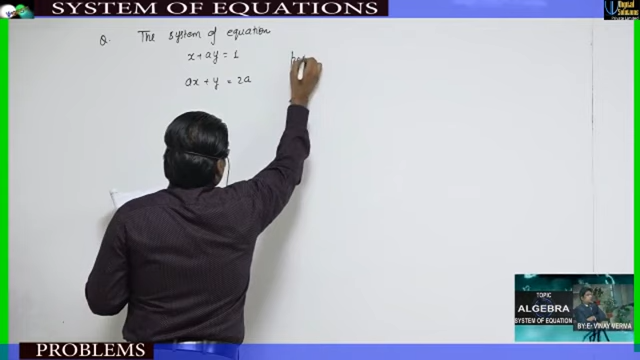 SYSTEM OF EQUATIONS
Q. The system of equation
x + ay = 1
ax + y = 2a
TOPIC
ALGEBRA
SYSTEM OF EQUATION
BY:E: VINAY VERMA
PROBLEMS